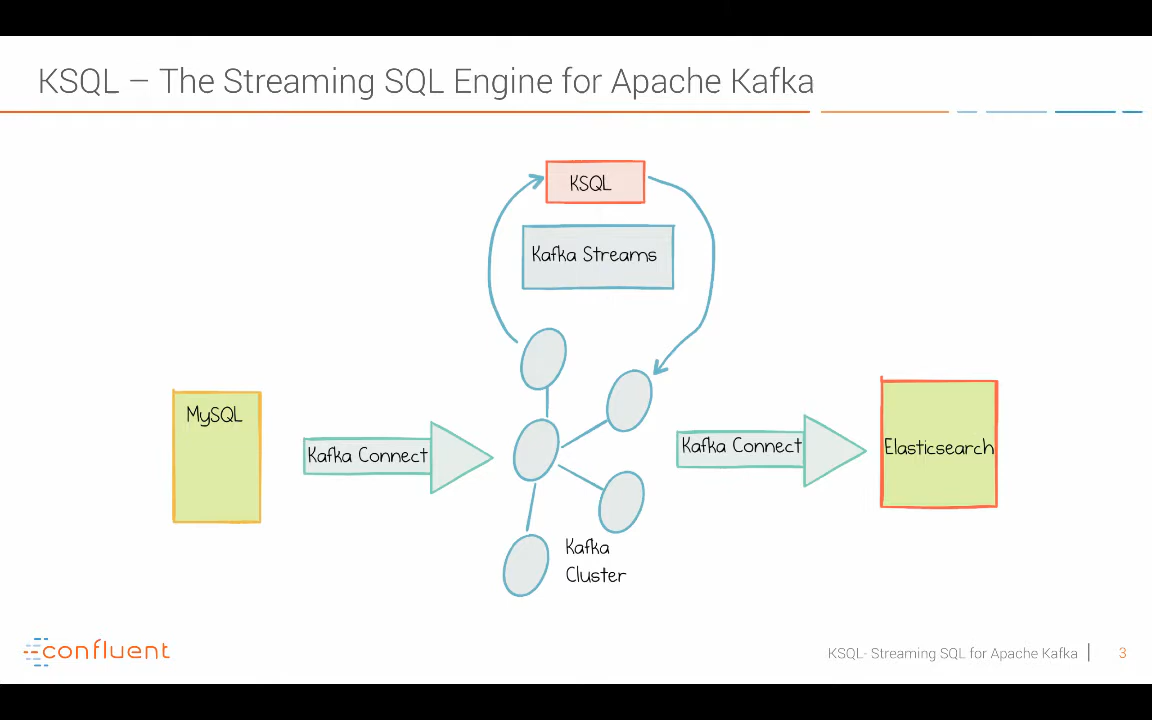 KSQL – The Streaming SQL Engine for Apache Kafka
KSQL
Kafka Streams
MySQL
Kafka Connect
Kafka Connect
Elasticsearch
Kafka
Cluster
confluent
KSQL- Streaming SQL for Apache Kafka
3